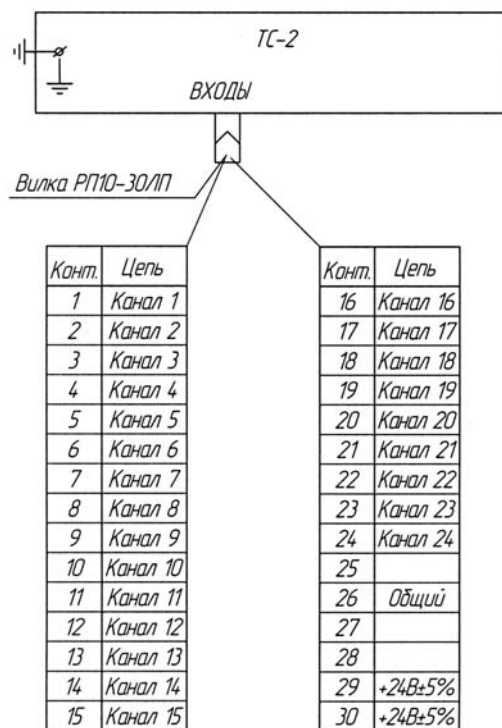 ТС-2
ВХОДЫ
Вилка РП10-30ЛП
Конт. Цепь
1 Канал 1
2 Канал 2
3 Канал 3
4 Канал 4
5 Канал 5
6 Канал 6
7 Канал 7
8 Канал 8
9 Канал 9
10 Канал 10
11 Канал 11
12 Канал 12
13 Канал 13
14 Канал 14
15 Канал 15
Конт. Цепь
16 Канал 16
17 Канал 17
18 Канал 18
19 Канал 19
20 Канал 20
21 Канал 21
22 Канал 22
23 Канал 23
24 Канал 24
25
26 Общий
27
28
29 +24В±5%
30 +24В±5%